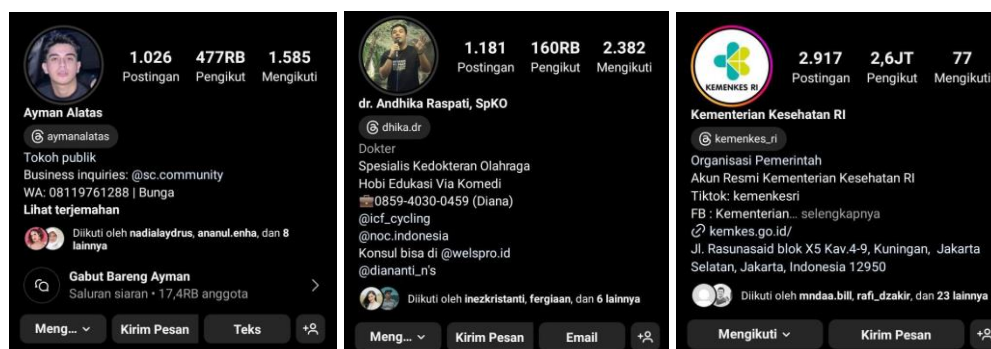 1.026 477RB 1.585
Postingan Pengikut Mengikuti
Ayman Alatas
aymanalatas
Tokoh publik
Business inquiries: @sc.community
WA: 08119761288 | Bunga
Lihat terjemahan
Diikuti oleh nadialaydrus, ananul.enha, dan 8
lainnya
Gabut Bareng Ayman
Saluran siaran • 17,4RB anggota
Meng... Kirim Pesan Teks
1.181 160RB 2.382
Postingan Pengikut Mengikuti
dr. Andhika Raspati, SpKO
dhika.dr
Dokter
Spesialis Kedokteran Olahraga
Hobi Edukasi Via Komedi
💼0859-4030-0459 (Diana)
@icf_cycling
@noc.indonesia
Konsul bisa di @welspro.id
@diananti_n's
Diikuti oleh inezkristanti, fergiaan, dan 6 lainnya
Meng... Kirim Pesan Email
KEMENKES RI
2.917 2,6JT 77
Postingan Pengikut Mengikuti
Kementerian Kesehatan RI
kemenkes_ri
Organisasi Pemerintah
Akun Resmi Kementerian Kesehatan RI
Tiktok: kemenkesri
FB : Kementerian... selengkapnya
kemkes.go.id/
Jl. Rasunasaid blok X5 Kav.4-9, Kuningan, Jakarta
Selatan, Jakarta, Indonesia 12950
Diikuti oleh mndaa.bill, rafi_dzakir, dan 23 lainnya
Mengikuti Kirim Pesan